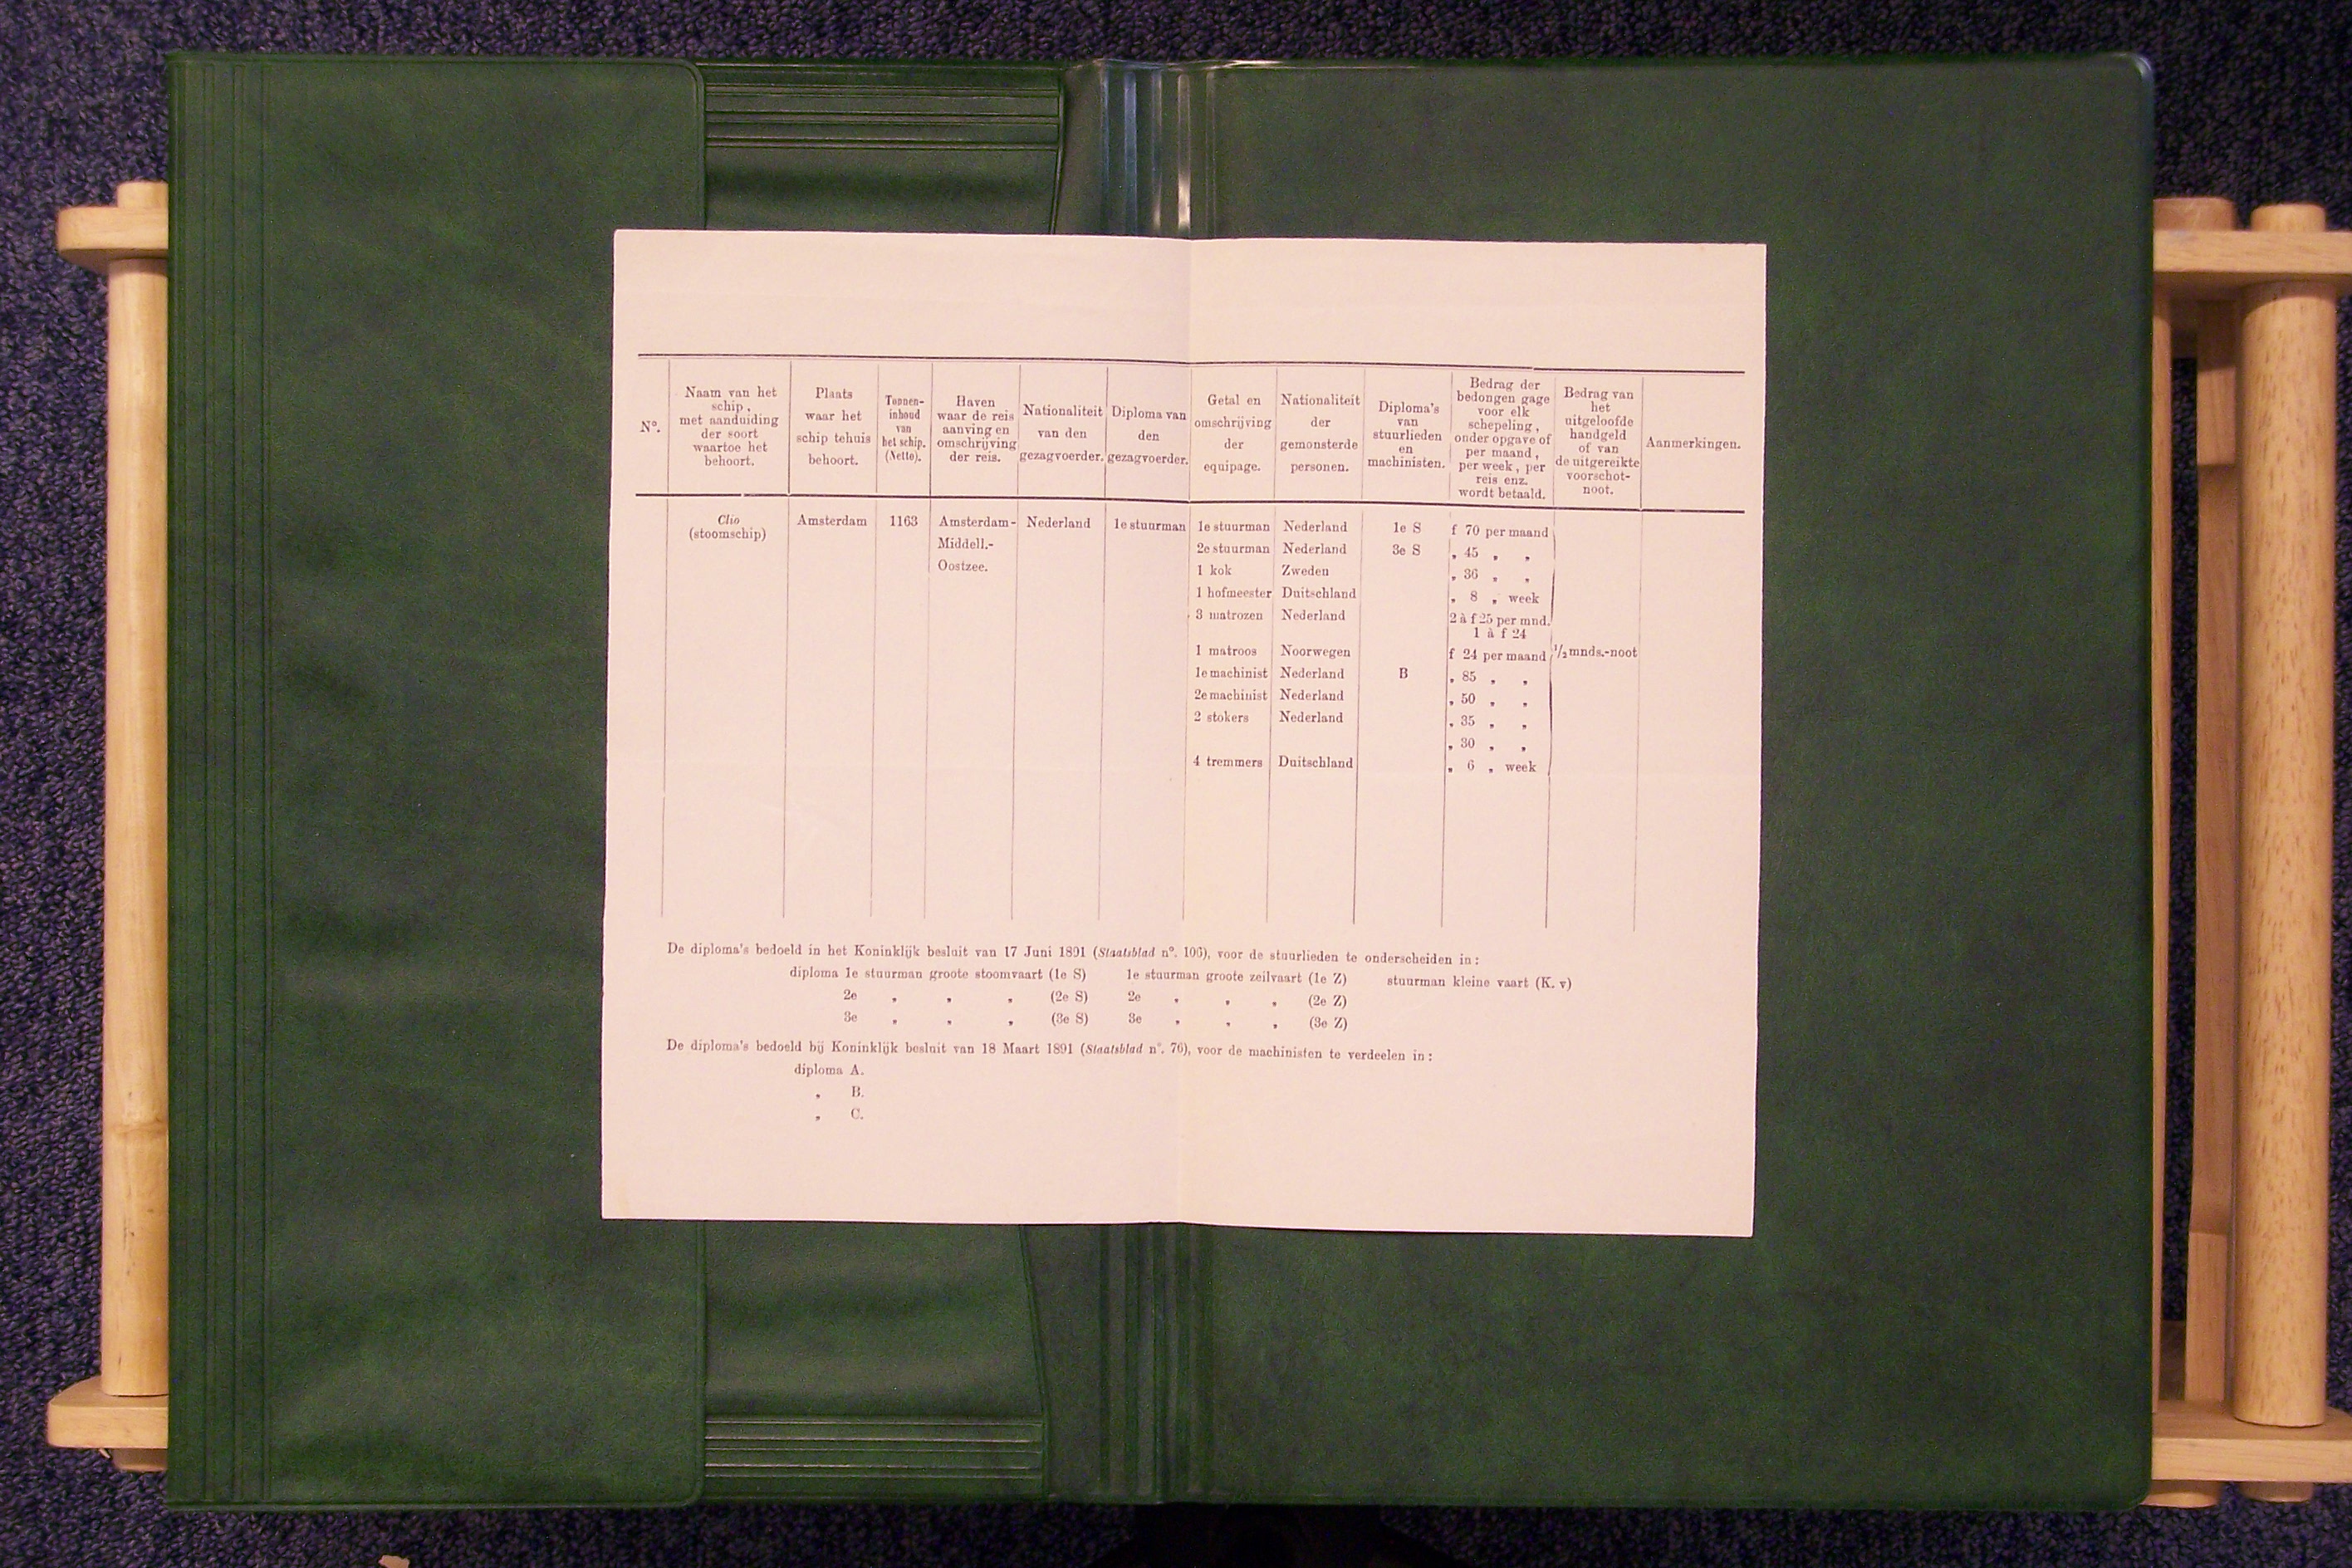 N°.
Naam van het
schip,
met aanduiding
der soort
waartoe het
behoort.
Plaats
waar het
schip tehuis
behoort.
Tonnen-
inhoud
van
het schip.
(Netto).
Haven
waar de reis
aanving en
omschrijving
der reis.
Nationaliteit
van den
gezagvoerder.
Diploma van
den
gezagvoerder.
Getal en
omschrijving
der
equipage.
Nationaliteit
der
gemonsterde
personen.
Diploma's
van
stuurlieden
en
machinisten.
Bedrag der
bedongen gage
voor elk
schepeling,
onder opgave of
per maand,
per week, per
reis enz.
wordt betaald.
Bedrag van
het
uitgeloofde
handgeld
of van
de uitgereikte
voorschot-
noot.
Aanmerkingen.
Clio
(stoomschip)
Amsterdam
1163
Amsterdam-
Middell.-
Oostzee.
Nederland
1e stuurman
1e stuurman Nederland 1e S f 70 per maand
2e stuurman Nederland 3e S „ 45 „ „
1 kok Zweden „ 36 „ „
1 hofmeester Duitschland „ 8 „ week
3 matrozen Nederland 2 à f 25 per mnd.
1 à f 24
1 matroos Noorwegen f 24 per maand ½ mnds.-noot
1e machinist Nederland B „ 85 „ „
2e machinist Nederland „ 50 „ „
2 stokers Nederland „ 35 „ „
„ 30 „ „
4 tremmers Duitschland „ 6 „ week
De diploma's bedoeld in het Koninklijk besluit van 17 Juni 1891 (Staatsblad n°. 106), voor de stuurlieden te onderscheiden in:
diploma 1e stuurman groote stoomvaart (1e S) 1e stuurman groote zeilvaart (1e Z) stuurman kleine vaart (K. v)
2e „ „ „ (2e S) 2e „ „ „ (2e Z)
3e „ „ „ (3e S) 3e „ „ „ (3e Z)
De diploma's bedoeld bij Koninklijk besluit van 18 Maart 1891 (Staatsblad n°. 76), voor de machinisten te verdeelen in:
diploma A.
„ B.
„ C.